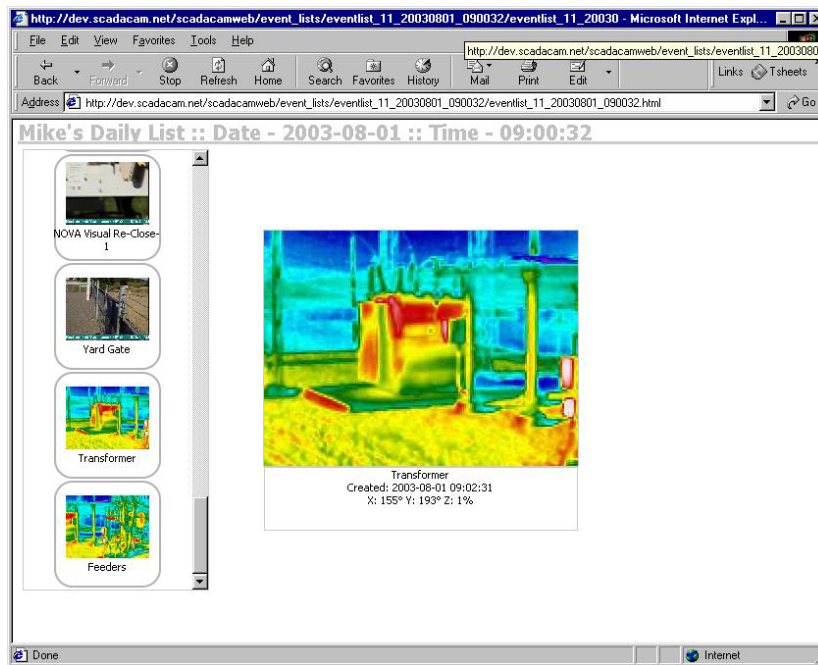 http://dev.scadacam.net/scadacamweb/event_lists/eventlist_11_20030801_090032/eventlist_11_20030 - Microsoft Internet Expl...
File Edit View Favorites Tools Help
http://dev.scadacam.net/scadacamweb/event_lists/eventlist_11_2003080
Back Forward Stop Refresh Home Search Favorites History Mail Print Edit Links Tsheets
Address http://dev.scadacam.net/scadacamweb/event_lists/eventlist_11_20030801_090032/eventlist_11_20030801_090032.html Go
Mike's Daily List :: Date - 2003-08-01 :: Time - 09:00:32
NOVA Visual Re-Close-
1
Yard Gate
Transformer
Feeders
Transformer
Created: 2003-08-01 09:02:31
X: 155° Y: 193° Z: 1%
Done Internet